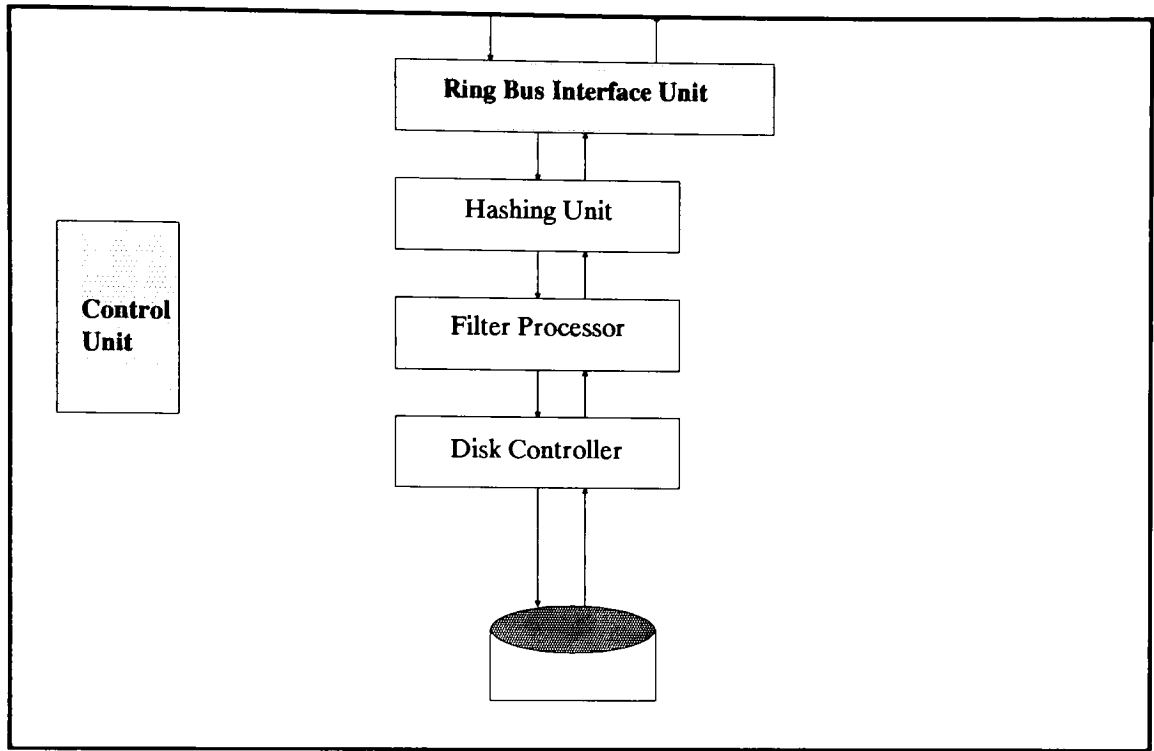 Ring Bus Interface Unit
Hashing Unit
Filter Processor
Control
Unit
Disk Controller